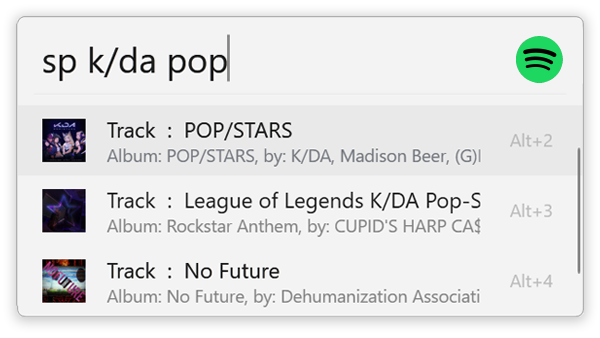 sp k/da pop
Track : POP/STARS
Album: POP/STARS, by: K/DA, Madison Beer, (G)I
Alt+2
Track : League of Legends K/DA Pop-S
Album: Rockstar Anthem, by: CUPID'S HARP CA$
Alt+3
Track : No Future
Album: No Future, by: Dehumanization Associati
Alt+4